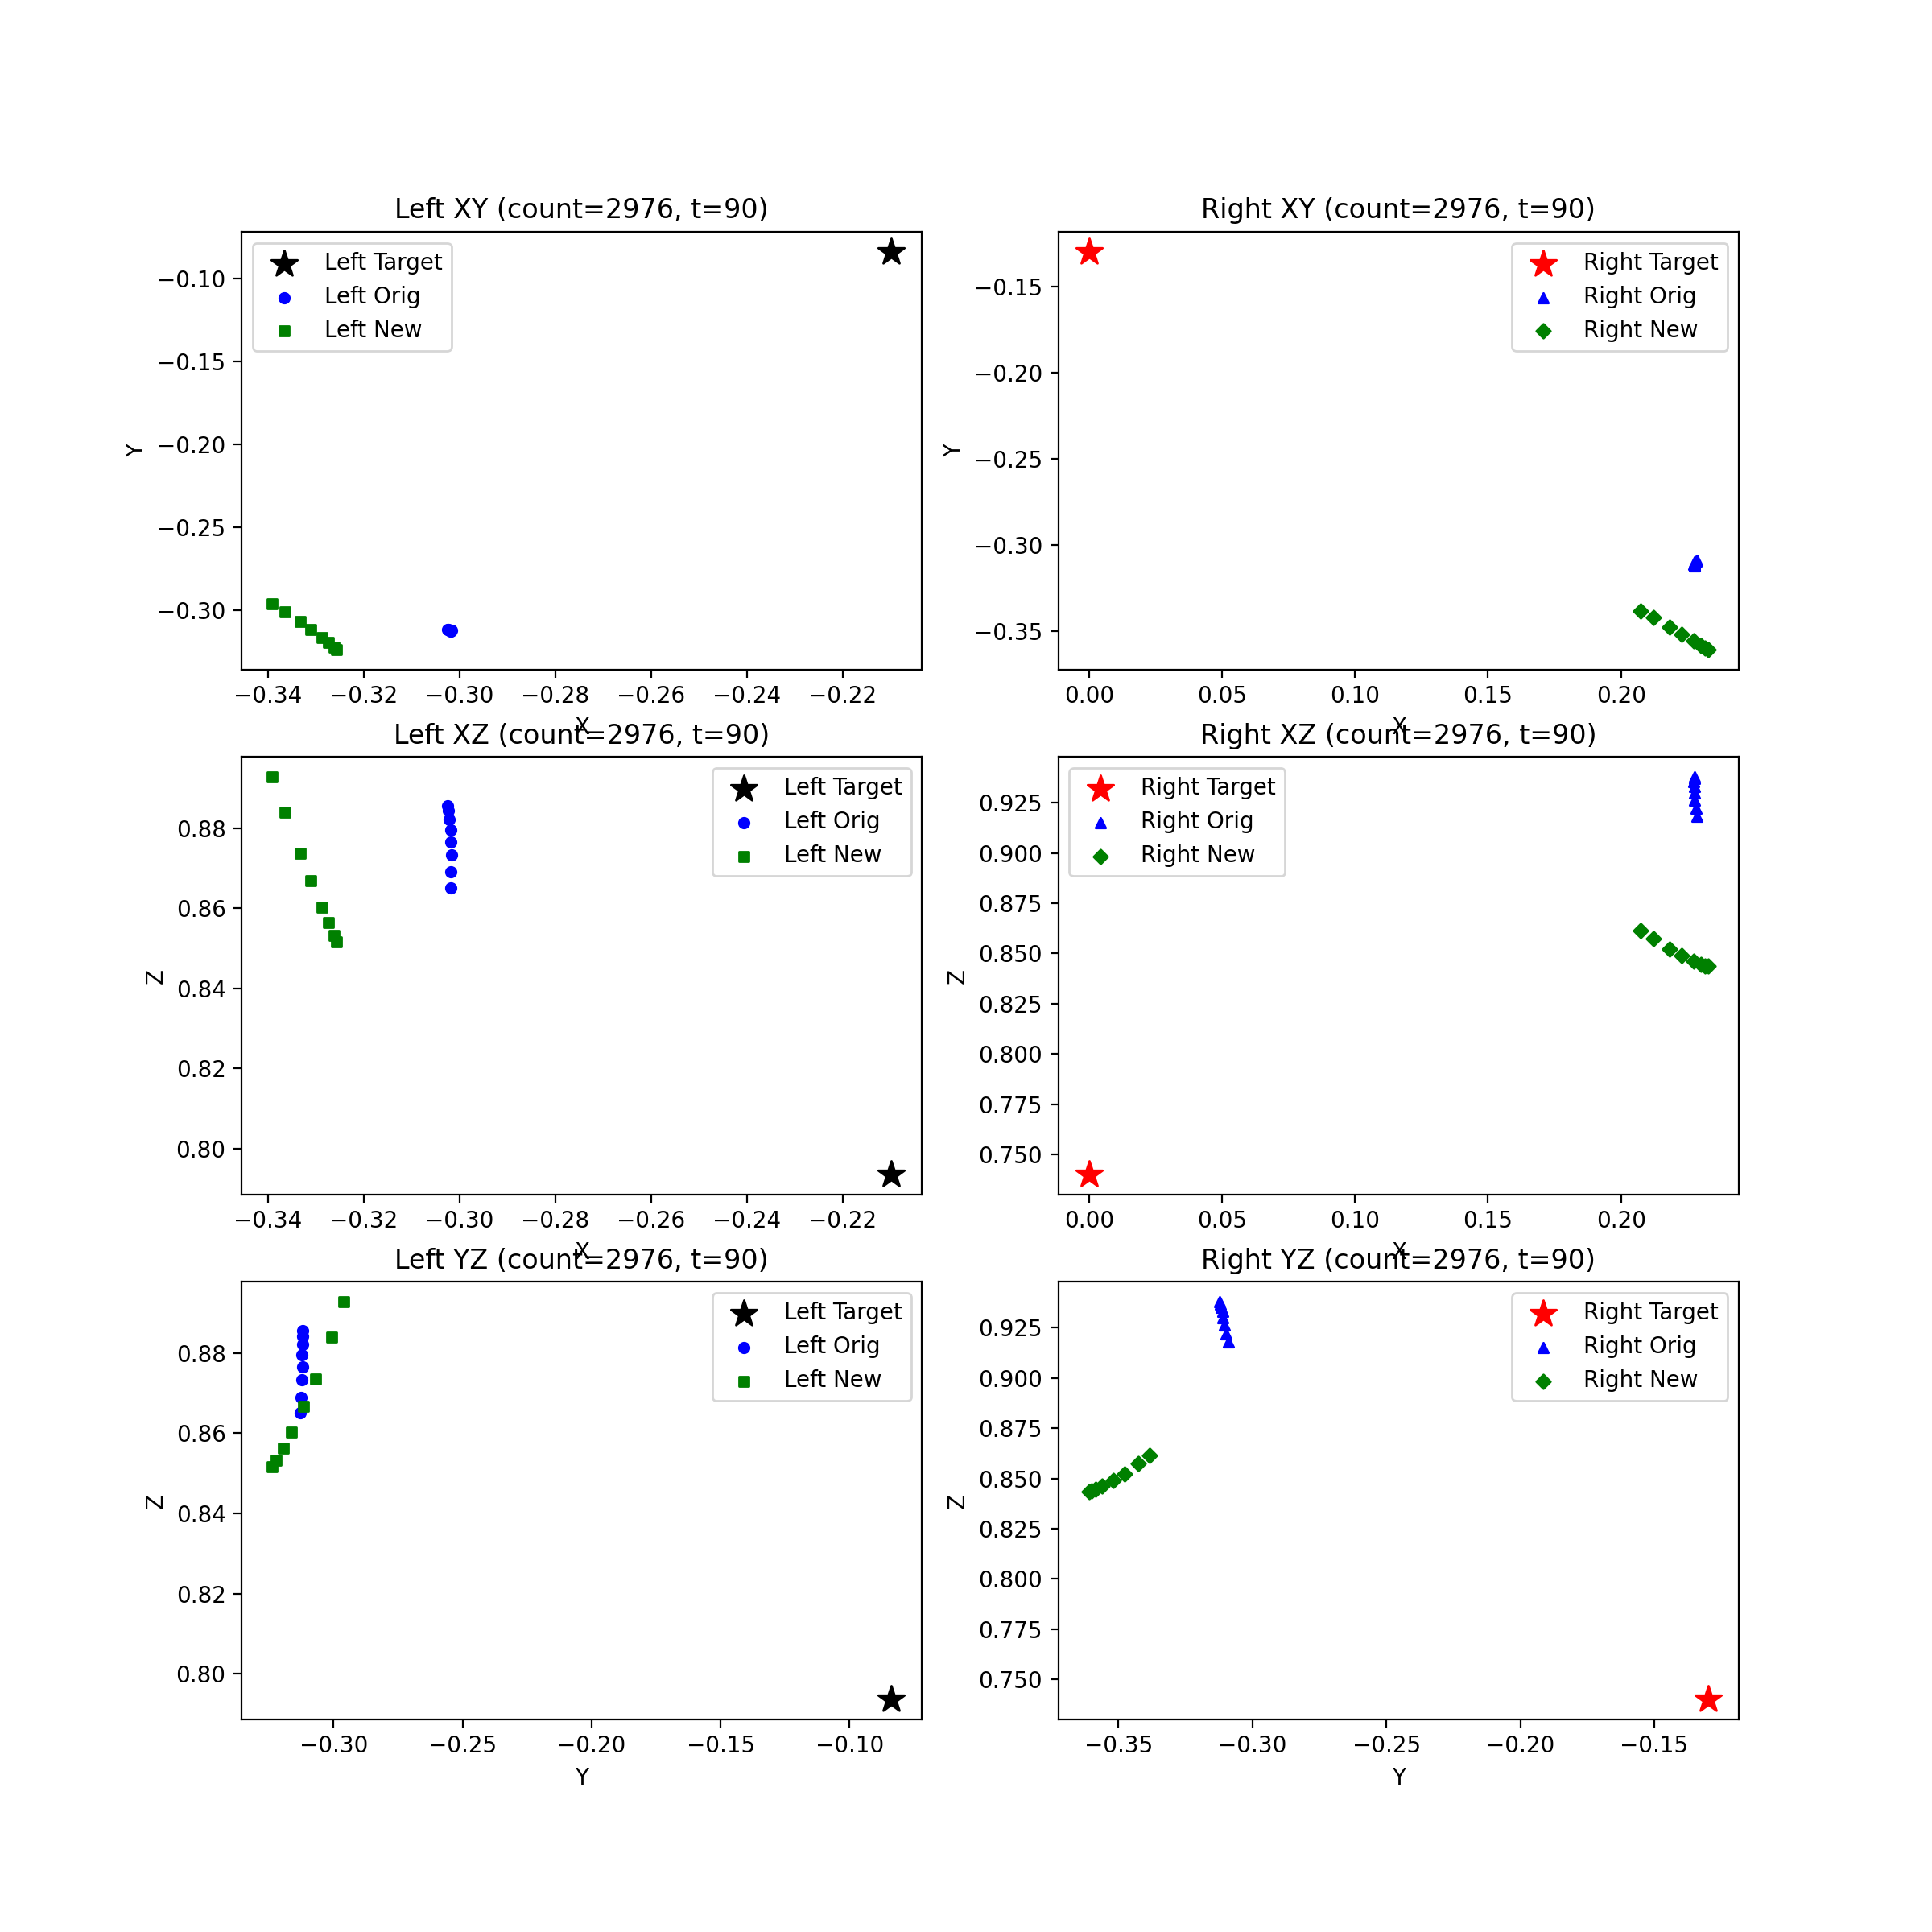 Left XY (count=2976, t=90)
Left Target
Left Orig
Left New
−0.10
−0.15
−0.20
−0.25
−0.30
Y
−0.34 −0.32 −0.30 −0.28 −0.26 −0.24 −0.22
X
Right XY (count=2976, t=90)
Right Target
Right Orig
Right New
−0.15
−0.20
−0.25
−0.30
−0.35
Y
0.00 0.05 0.10 0.15 0.20
X
Left XZ (count=2976, t=90)
Left Target
Left Orig
Left New
0.88
0.86
0.84
0.82
0.80
Z
−0.34 −0.32 −0.30 −0.28 −0.26 −0.24 −0.22
X
Right XZ (count=2976, t=90)
Right Target
Right Orig
Right New
0.925
0.900
0.875
0.850
0.825
0.800
0.775
0.750
Z
0.00 0.05 0.10 0.15 0.20
X
Left YZ (count=2976, t=90)
Left Target
Left Orig
Left New
0.88
0.86
0.84
0.82
0.80
Z
−0.30 −0.25 −0.20 −0.15 −0.10
Y
Right YZ (count=2976, t=90)
Right Target
Right Orig
Right New
0.925
0.900
0.875
0.850
0.825
0.800
0.775
0.750
Z
−0.35 −0.30 −0.25 −0.20 −0.15
Y